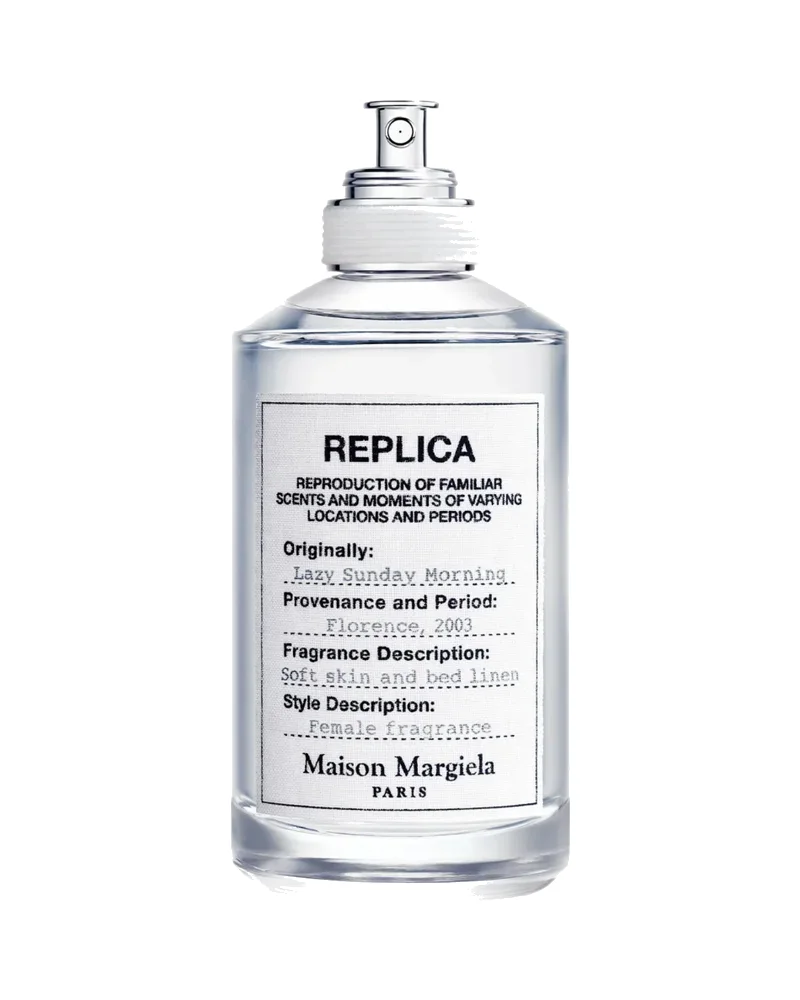 REPLICA
REPRODUCTION OF FAMILIAR
SCENTS AND MOMENTS OF VARYING
LOCATIONS AND PERIODS
Originally:
Lazy Sunday Morning
Provenance and Period:
Florence, 2003
Fragrance Description:
Soft skin and bed linen
Style Description:
Female fragrance
Maison Margiela
PARIS